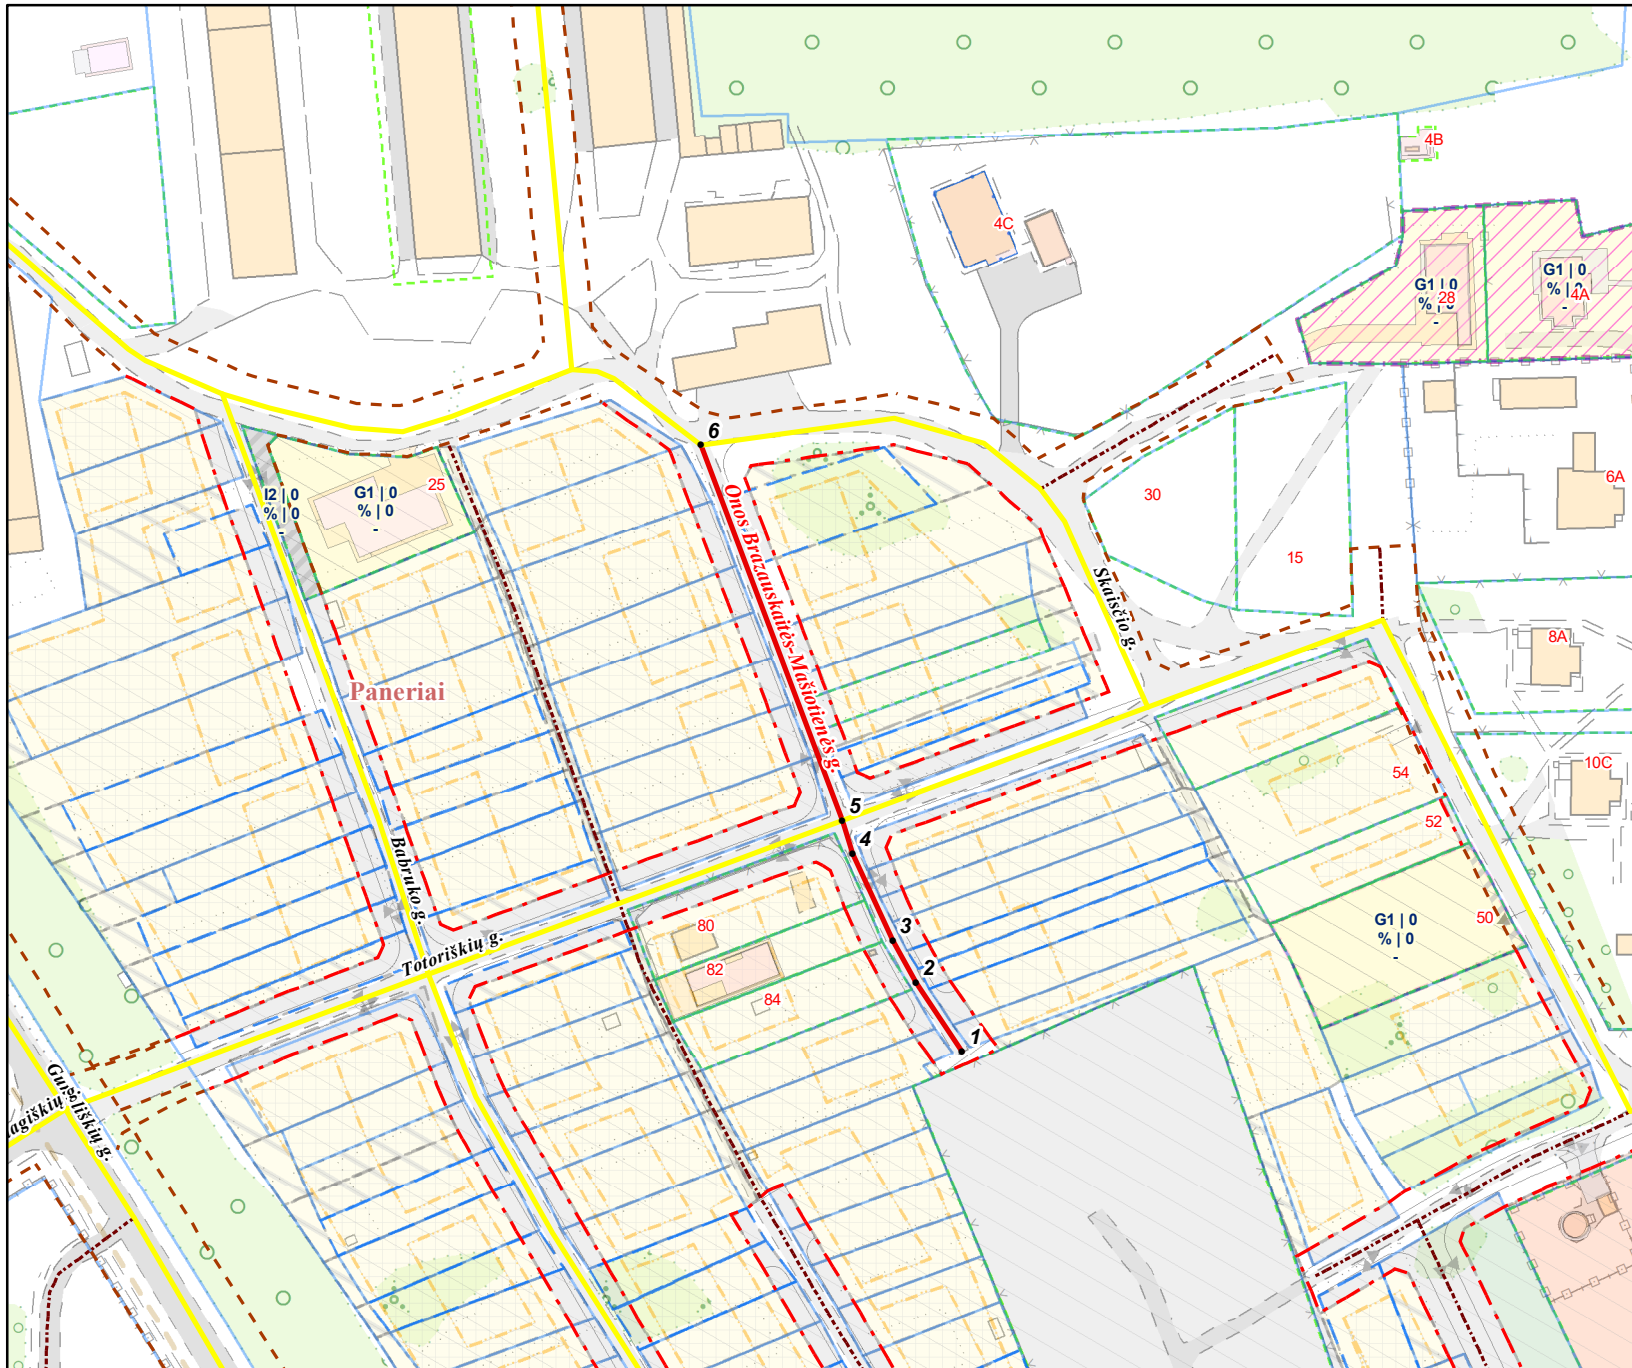 4B
4C
G1 | 0
% | 0
-
28
G1 | 0
% | 0
-
4A
6
25
I2 | 0
% | 0
-
G1 | 0
% | 0
-
30
6A
Onos Brazauskaitės-Mašiotienės g.
15
Skaisčio g.
8A
Paneriai
10C
54
5
52
4
Babruko g.
80
3
G1 | 0
% | 0
-
50
Totoriškių g.
82
2
84
1